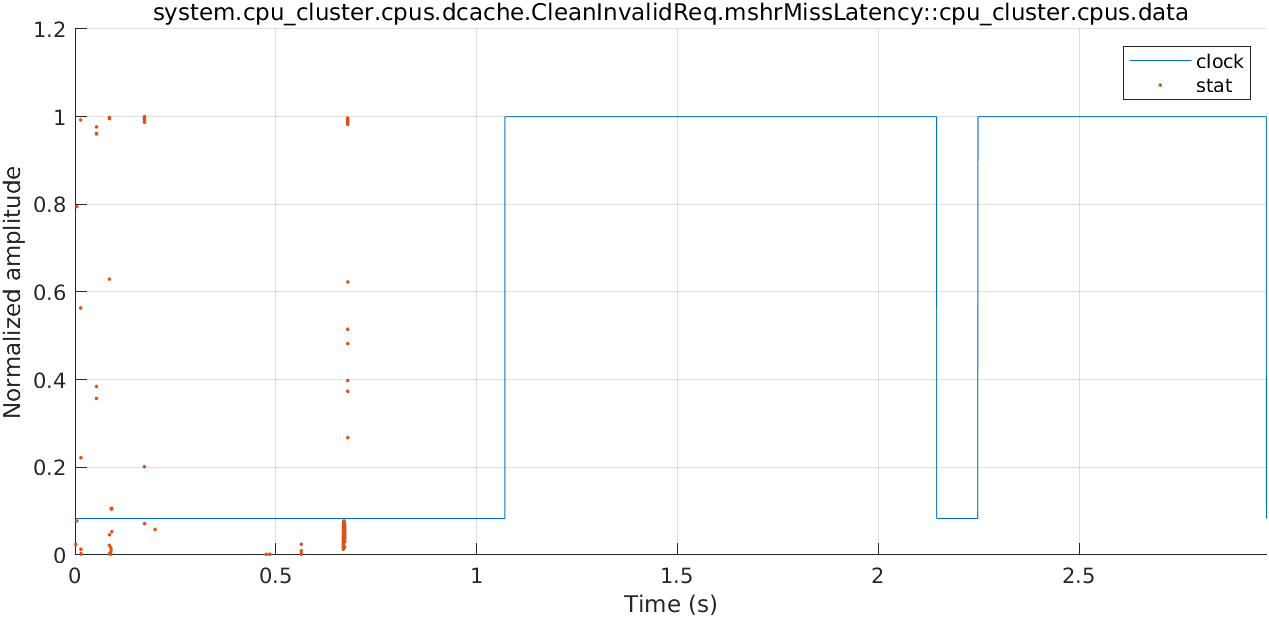 system.cpu_cluster.cpus.dcache.CleanInvalidReq.mshrMissLatency::cpu_cluster.cpus.data
1.2
clock
stat
1
0.8
Normalized amplitude
0.6
0.4
0.2
0
0
0.5
1
1.5
2
2.5
Time (s)